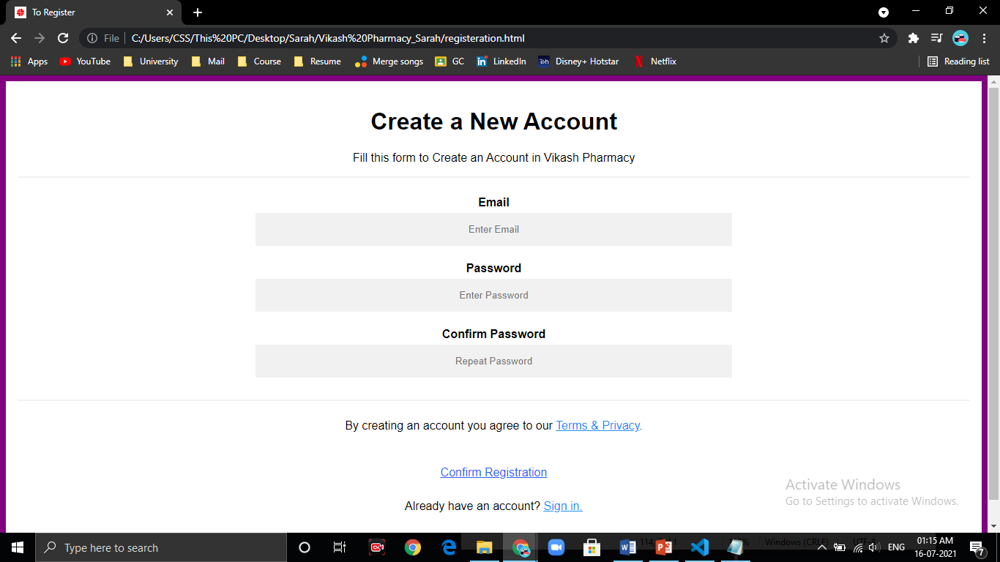 To Register
File
C:/Users/CSS/This%20PC/Desktop/Sarah/Vikash%20Pharmacy_Sarah/registeration.html
Apps YouTube University Mail Course Resume Merge songs GC LinkedIn Disney+ Hotstar Netflix Reading list
Create a New Account
Fill this form to Create an Account in Vikash Pharmacy
Email
Enter Email
Password
Enter Password
Confirm Password
Repeat Password
By creating an account you agree to our Terms & Privacy.
Confirm Registration
Already have an account? Sign in.
Activate Windows
Go to Settings to activate Windows.
Type here to search
Windows (CRLF)
UTF-8
ENG
01:15 AM
16-07-2021
7